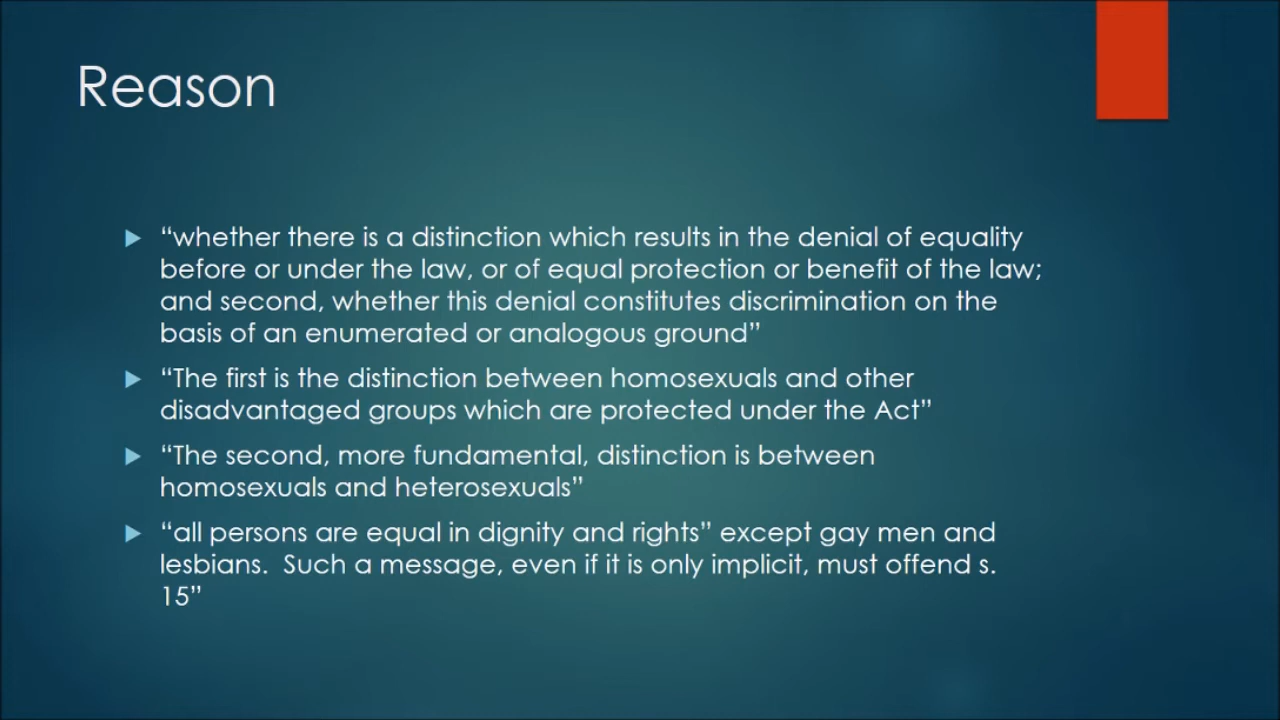 Reason
“whether there is a distinction which results in the denial of equality
before or under the law, or of equal protection or benefit of the law;
and second, whether this denial constitutes discrimination on the
basis of an enumerated or analogous ground”
“The first is the distinction between homosexuals and other
disadvantaged groups which are protected under the Act”
“The second, more fundamental, distinction is between
homosexuals and heterosexuals”
“all persons are equal in dignity and rights” except gay men and
lesbians.  Such a message, even if it is only implicit, must offend s.
15”